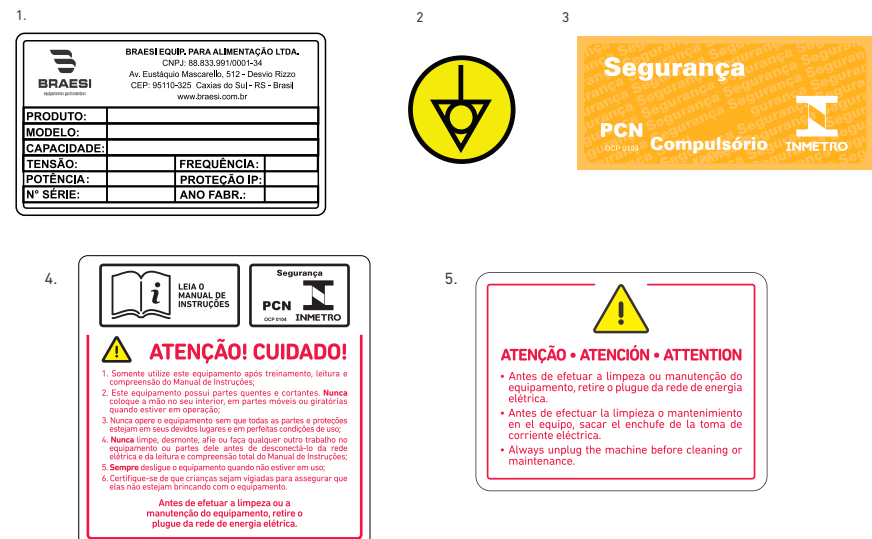 1.
2
3
BRAESI
equipamentos gastronômicos
BRAESI EQUIP. PARA ALIMENTAÇÃO LTDA.
CNPJ: 88.833.991/0001-34
Av. Eustáquio Mascarello, 512 - Desvio Rizzo
CEP: 95110-325 Caxias do Sul - RS - Brasil
www.braesi.com.br
PRODUTO:
MODELO:
CAPACIDADE:
TENSÃO: FREQUÊNCIA:
POTÊNCIA: PROTEÇÃO IP:
N° SÉRIE: ANO FABR.:
Segurança
PCN
OCP 0104
Compulsório
INMETRO
4.
LEIA O
MANUAL DE
INSTRUÇÕES
Segurança
PCN
OCP 0104
INMETRO
ATENÇÃO! CUIDADO!
1. Somente utilize este equipamento após treinamento, leitura e
compreensão do Manual de Instruções;
2. Este equipamento possui partes quentes e cortantes. Nunca
coloque a mão no seu interior, em partes móveis ou giratórias
quando estiver em operação;
3. Nunca opere o equipamento sem que todas as partes e proteções
estejam em seus devidos lugares e em perfeitas condições de uso;
4. Nunca limpe, desmonte, afie ou faça qualquer outro trabalho no
equipamento ou partes dele antes de desconectá-lo da rede
elétrica e da leitura e compreensão total do Manual de Instruções;
5. Sempre desligue o equipamento quando não estiver em uso;
6. Certifique-se de que crianças sejam vigiadas para assegurar que
elas não estejam brincando com o equipamento.
Antes de efetuar a limpeza ou a
manutenção do equipamento, retire o
plugue da rede de energia elétrica.
5.
ATENÇÃO • ATENCIÓN • ATTENTION
• Antes de efetuar a limpeza ou manutenção do
equipamento, retire o plugue da rede de energia
elétrica.
• Antes de efectuar la limpieza o mantenimiento
en el equipo, sacar el enchufe de la toma de
corriente eléctrica.
• Always unplug the machine before cleaning or
maintenance.